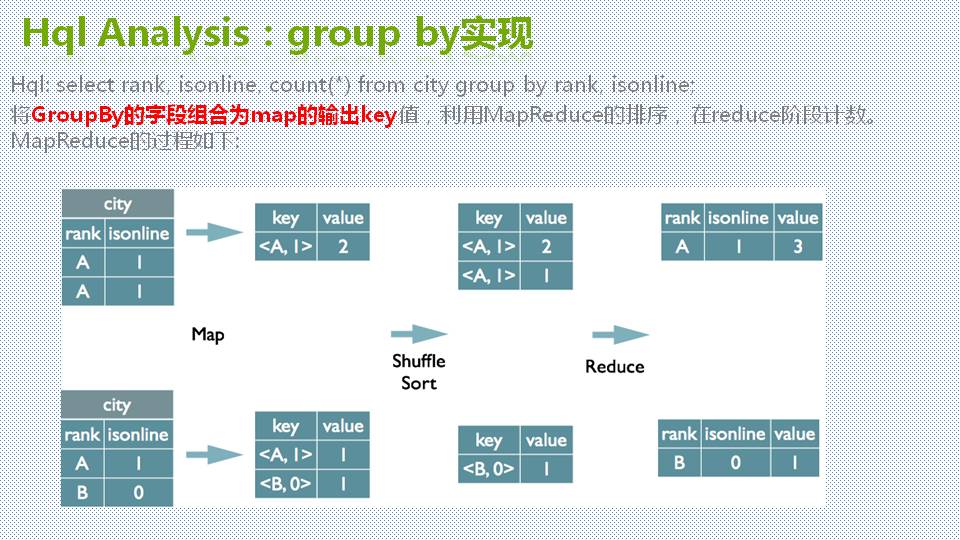 Hql Analysis：group by实现
Hql: select rank, isonline, count(*) from city group by rank, isonline;
将GroupBy的字段组合为map的输出key值，利用MapReduce的排序，在reduce阶段计数。
MapReduce的过程如下:
city
rank isonline
A 1
A 1
key value
<A, 1> 2
key value
<A, 1> 2
<A, 1> 1
rank isonline value
A 1 3
Map
Shuffle
Sort
Reduce
city
rank isonline
A 1
B 0
key value
<A, 1> 1
<B, 0> 1
key value
<B, 0> 1
rank isonline value
B 0 1